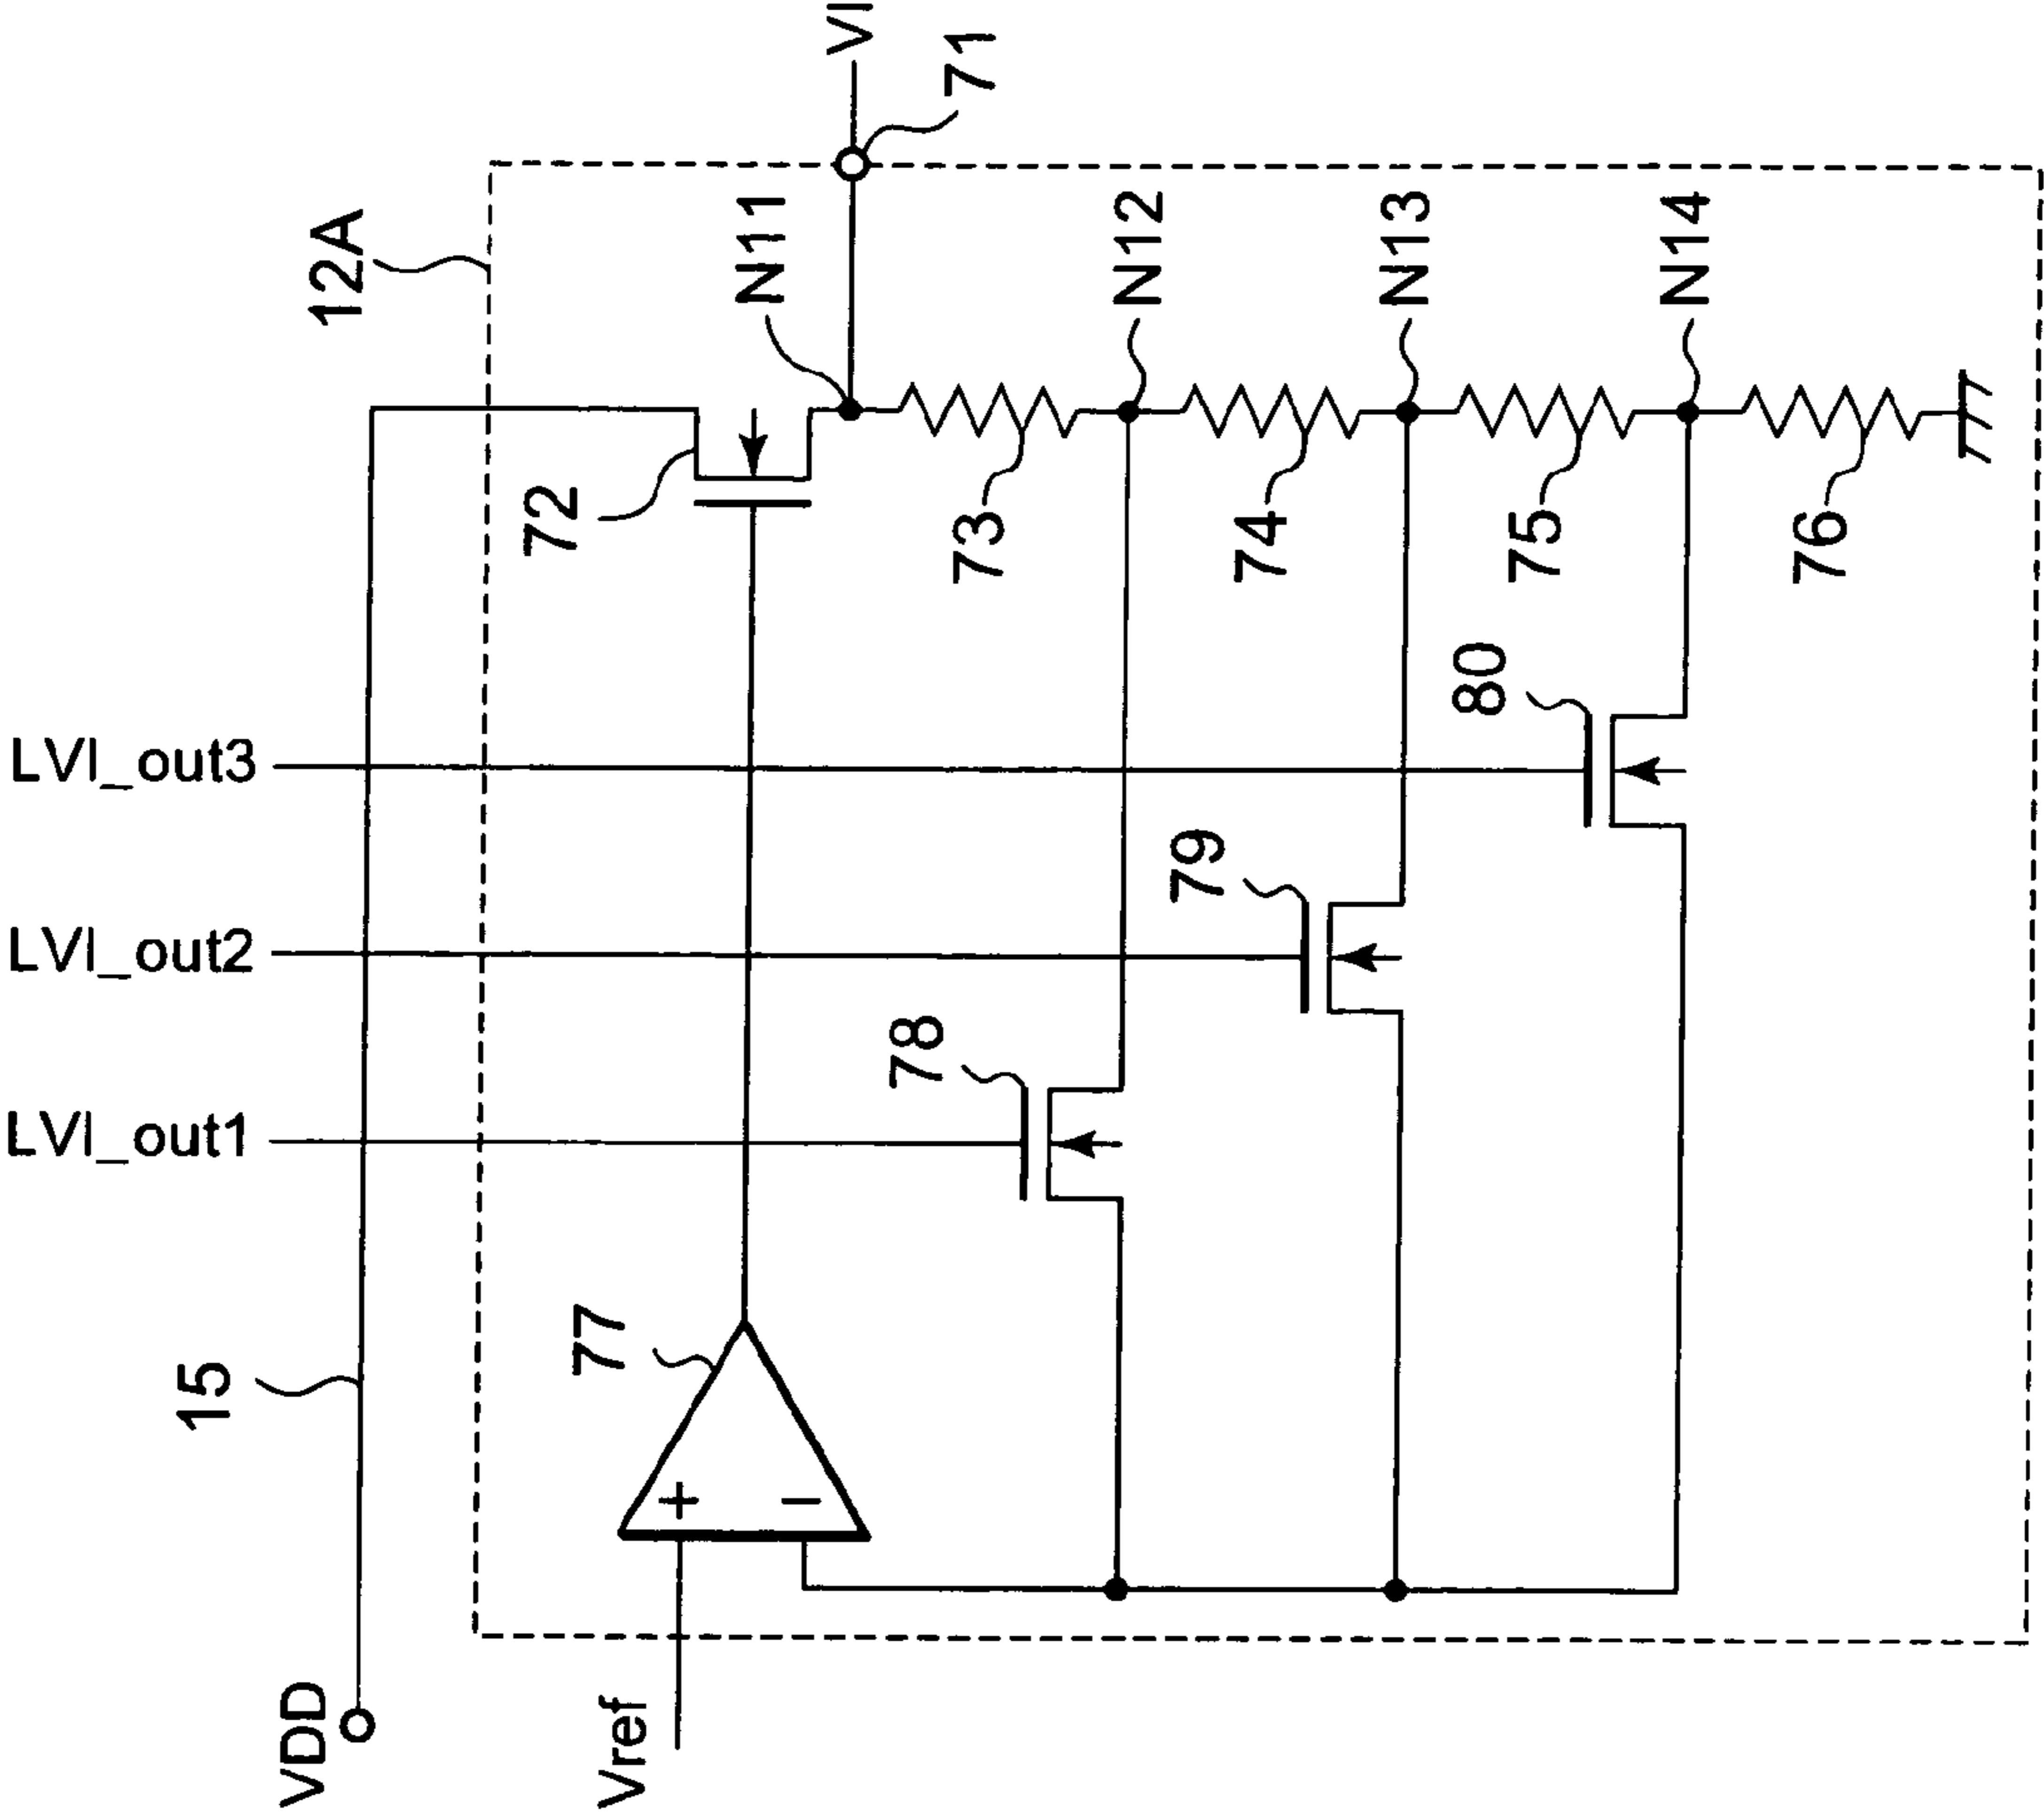 VDD
15
LVI_out1
LVI_out2
LVI_out3
12A
Vref
77
+
−
72
N11
VI
71
78
73
N12
79
74
N13
80
75
N14
76